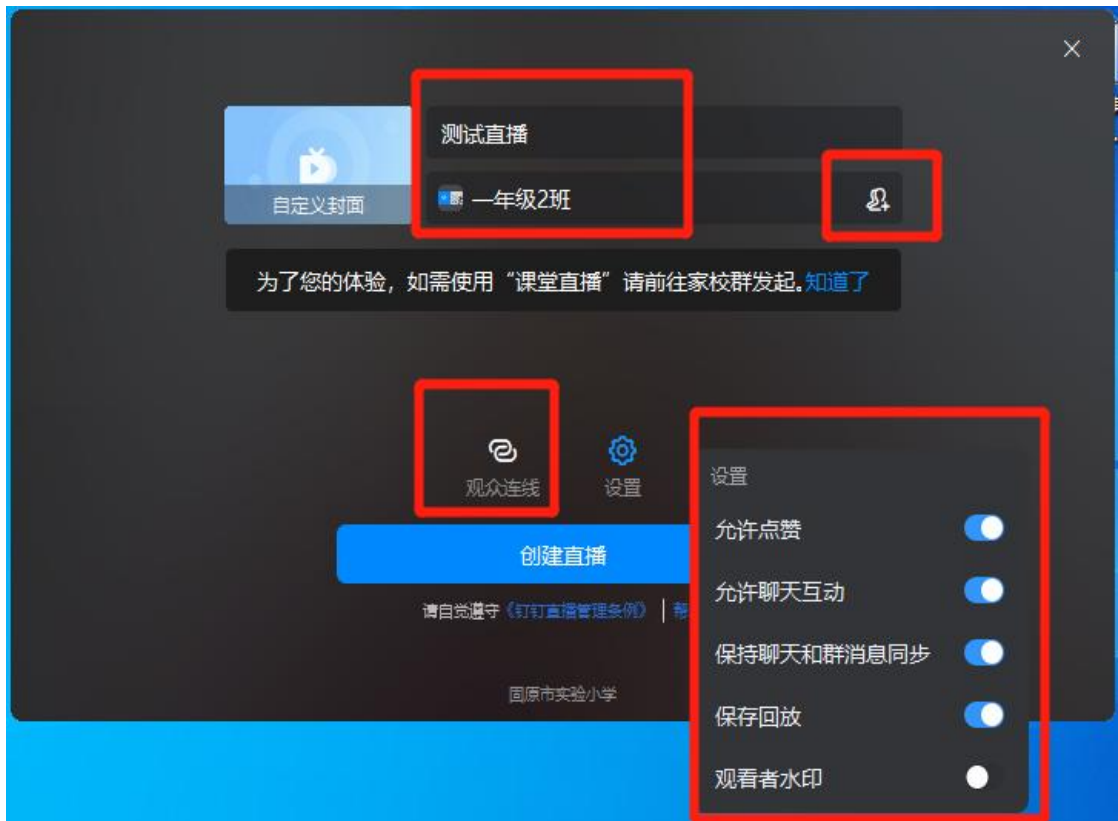 测试直播
自定义封面
一年级2班
为了您的体验，如需使用“课堂直播”请前往家校群发起。知道了
观众连线
设置
创建直播
请自觉遵守《钉钉直播管理条例》 | 帮
固原市实验小学
设置
允许点赞
允许聊天互动
保持聊天和群消息同步
保存回放
观看者水印